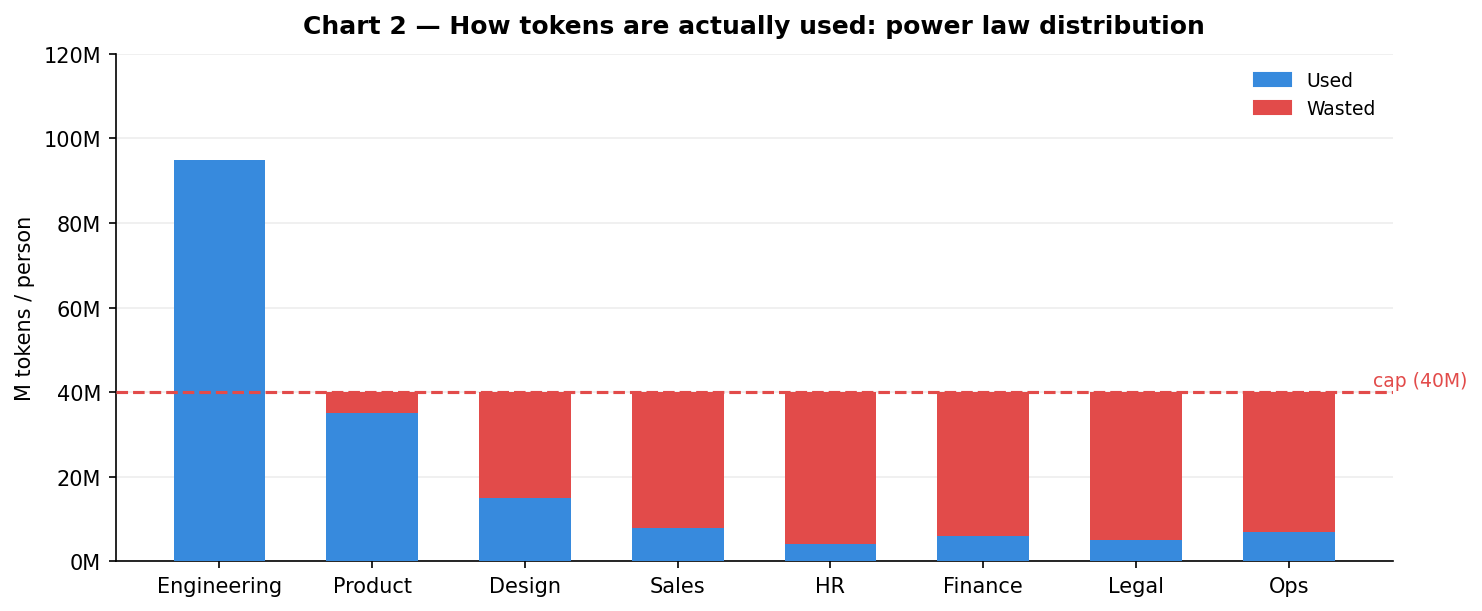 Chart 2 — How tokens are actually used: power law distribution
120M
100M
80M
60M
40M
20M
0M
M tokens / person
Used
Wasted
cap (40M)
Engineering Product Design Sales HR Finance Legal Ops